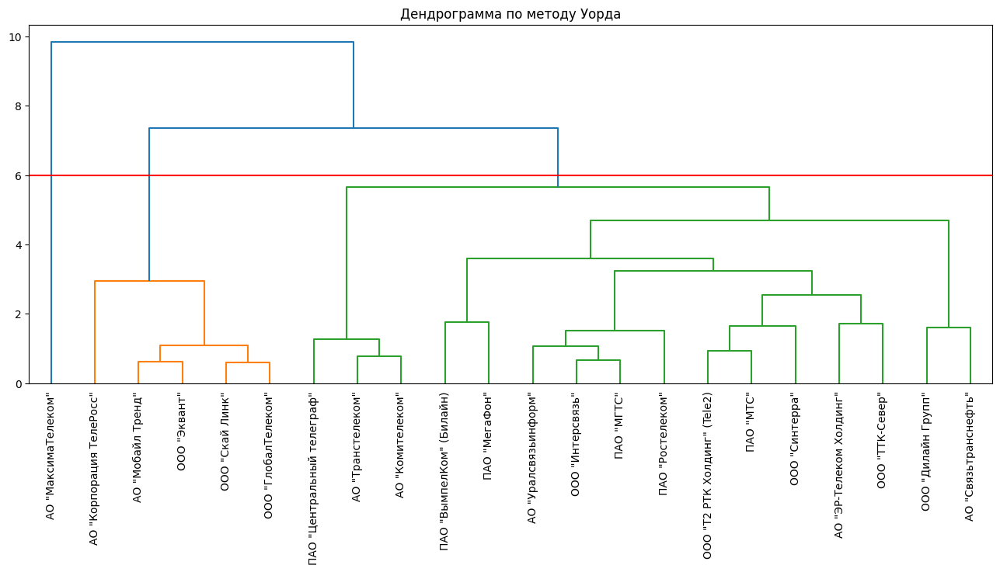 Дендрограмма по методу Уорда
10
8
6
4
2
0
АО "МаксимаТелеком"
АО "Корпорация ТелеРосс"
АО "Мобайл Тренд"
ООО "Эквант"
ООО "Скай Линк"
ООО "ГлобалТелеком"
ПАО "Центральный телеграф"
АО "Транстелеком"
АО "Комителеком"
ПАО "ВымпелКом" (Билайн)
ПАО "МегаФон"
АО "Уралсвязьинформ"
ООО "Интерсвязь"
ПАО "МГТС"
ПАО "Ростелеком"
ООО "Т2 РТК Холдинг" (Tele2)
ПАО "МТС"
ООО "Синтерра"
АО "ЭР-Телеком Холдинг"
ООО "ТТК-Север"
ООО "Дилайн Групп"
АО "Связьтранснефть"